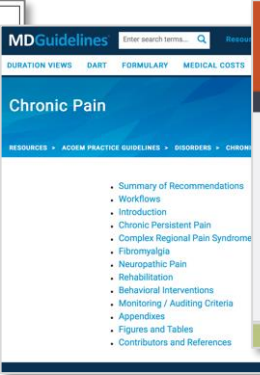 MDGuidelines
Enter search terms...
DURATION VIEWS DART FORMULARY MEDICAL COSTS
Chronic Pain
RESOURCES > ACOEM PRACTICE GUIDELINES > DISORDERS >
• Summary of Recommendations
• Workflows
• Introduction
• Chronic Persistent Pain
• Complex Regional Pain Syndrome
• Fibromyalgia
• Neuropathic Pain
• Rehabilitation
• Behavioral Interventions
• Monitoring / Auditing Criteria
• Appendixes
• Figures and Tables
• Contributors and References